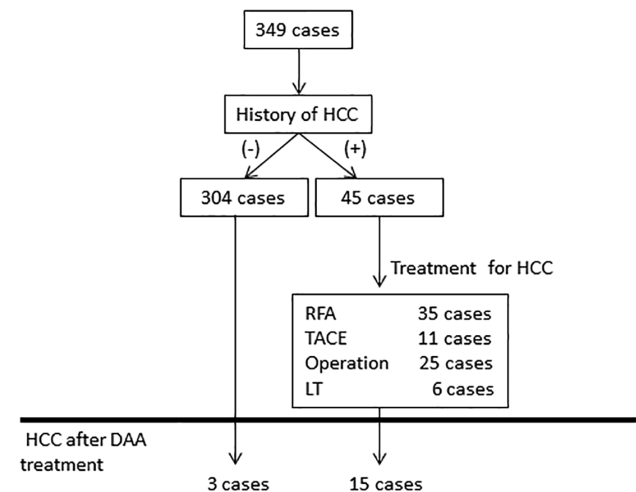 349 cases
History of HCC
(-) (+)
304 cases 45 cases
Treatment for HCC
RFA 35 cases
TACE 11 cases
Operation 25 cases
LT 6 cases
HCC after DAA
treatment
3 cases 15 cases